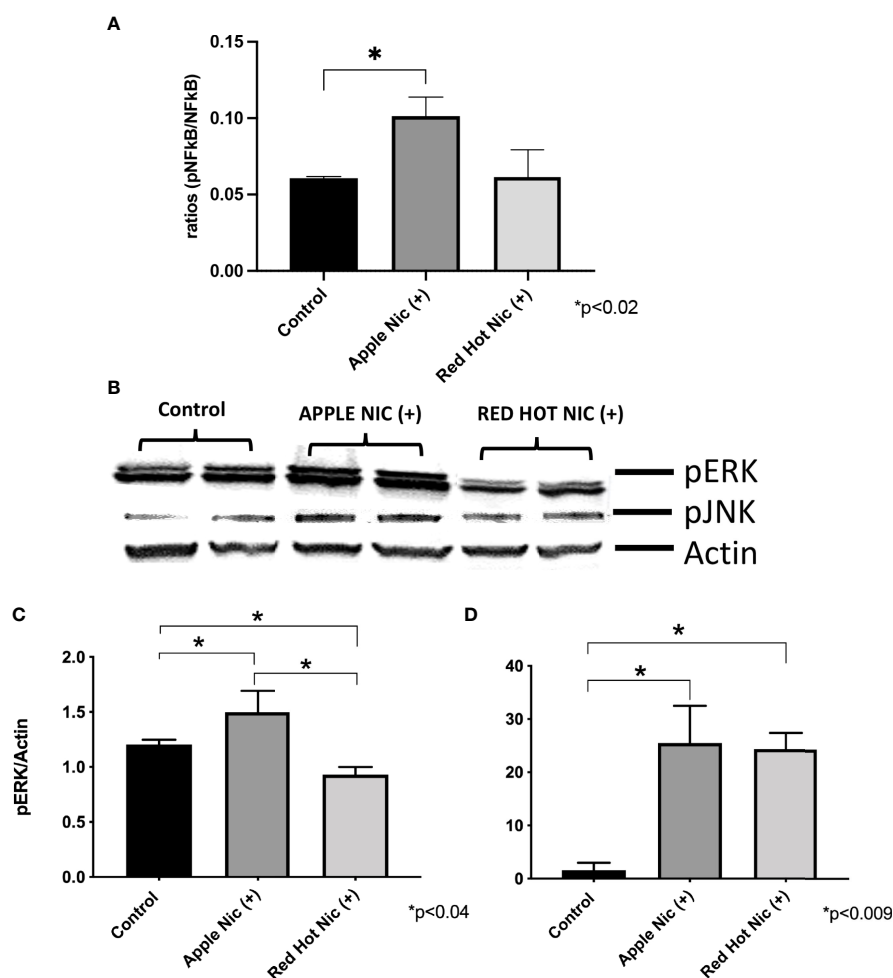 A
0.15
0.10
0.05
0.00
ratios (pNFkB/NFkB)
*
Control
Apple Nic (+)
Red Hot Nic (+)
*p<0.02
B
Control
APPLE NIC (+)
RED HOT NIC (+)
pERK
pJNK
Actin
C
2.0
1.5
1.0
0.5
0.0
pERK/Actin
*
*
*
Control
Apple Nic (+)
Red Hot Nic (+)
*p<0.04
D
40
30
20
10
0
*
*
Control
Apple Nic (+)
Red Hot Nic (+)
*p<0.009